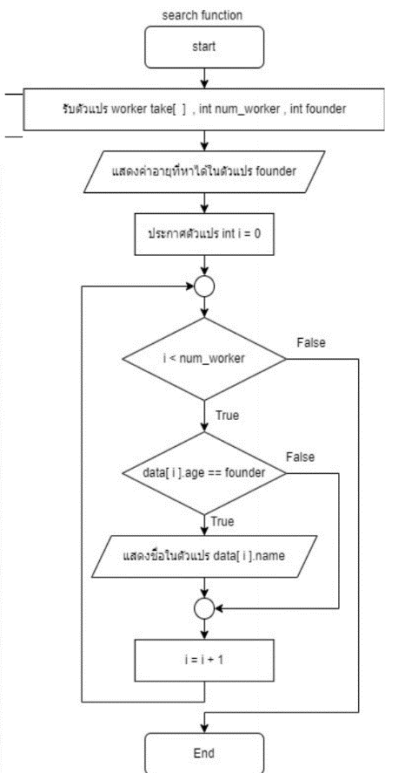 search function
start
รับตัวแปร worker take[ ] , int num_worker , int founder
แสดงค่าอายุที่หาได้ในตัวแปร founder
ประกาศตัวแปร int i = 0
i < num_worker
False
True
data[ i ].age == founder
False
True
แสดงชื่อในตัวแปร data[ i ].name
i = i + 1
End